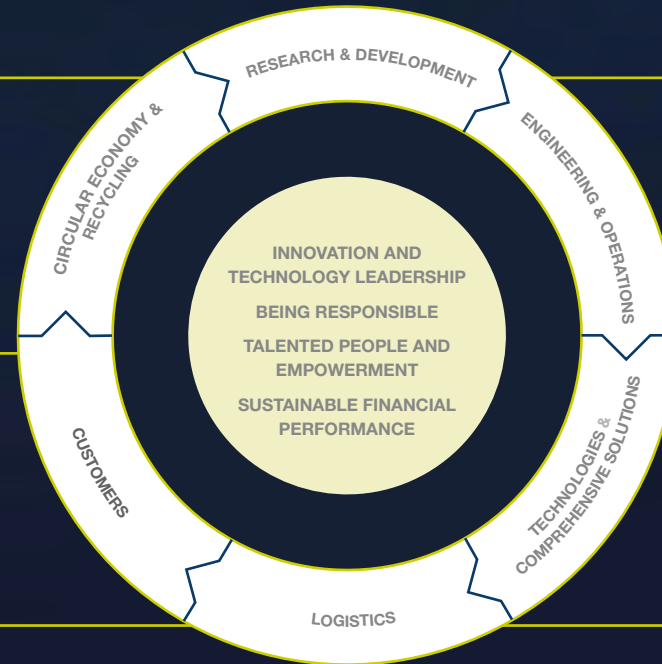 RESEARCH & DEVELOPMENT
ENGINEERING & OPERATIONS
TECHNOLOGIES &
COMPREHENSIVE SOLUTIONS
LOGISTICS
CUSTOMERS
CIRCULAR ECONOMY &
RECYCLING
INNOVATION AND
TECHNOLOGY LEADERSHIP
BEING RESPONSIBLE
TALENTED PEOPLE AND
EMPOWERMENT
SUSTAINABLE FINANCIAL
PERFORMANCE